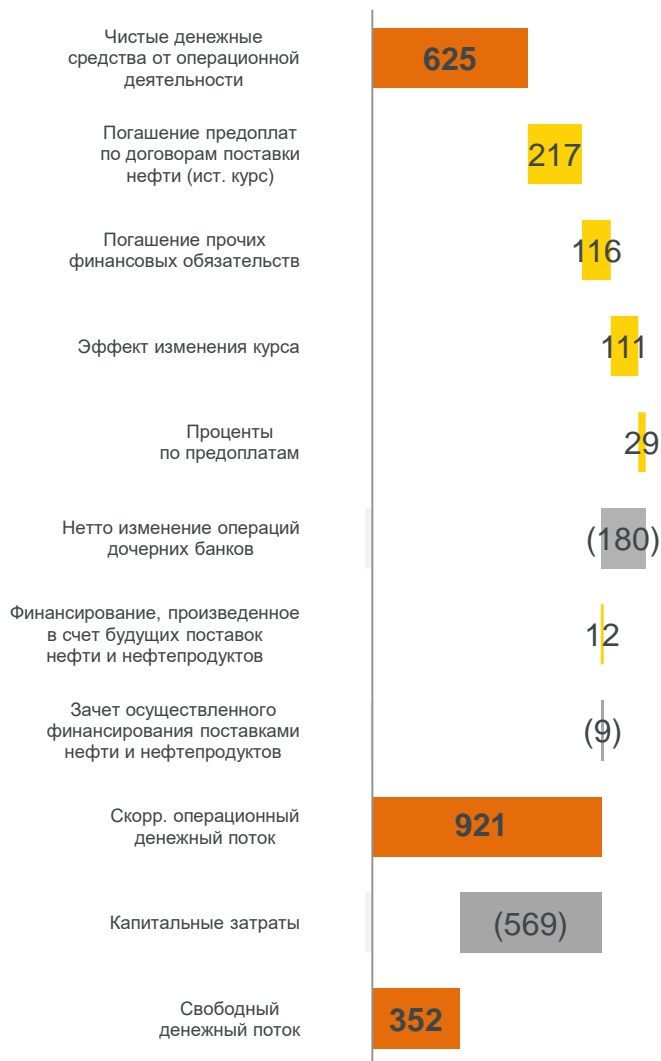 Чистые денежные
средства от операционной
деятельности
625
Погашение предоплат
по договорам поставки
нефти (ист. курс)
217
Погашение прочих
финансовых обязательств
116
Эффект изменения курса
111
Проценты
по предоплатам
29
Нетто изменение операций
дочерних банков
(180)
Финансирование, произведенное
в счет будущих поставок
нефти и нефтепродуктов
12
Зачет осуществленного
финансирования поставками
нефти и нефтепродуктов
(9)
Скорр. операционный
денежный поток
921
Капитальные затраты
(569)
Свободный
денежный поток
352